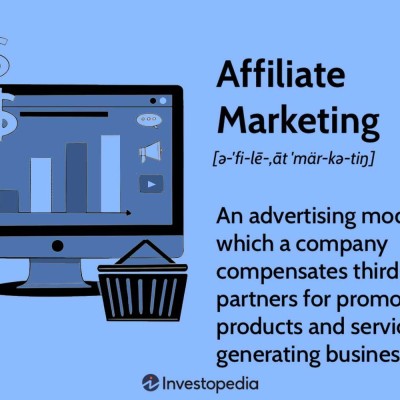 Affiliate
Marketing
[ə-ˈfi-lē-ˌāt ˈmär-kə-tiŋ]
An advertising mod
which a company
compensates third
partners for promo
products and servic
generating busines
Investopedia